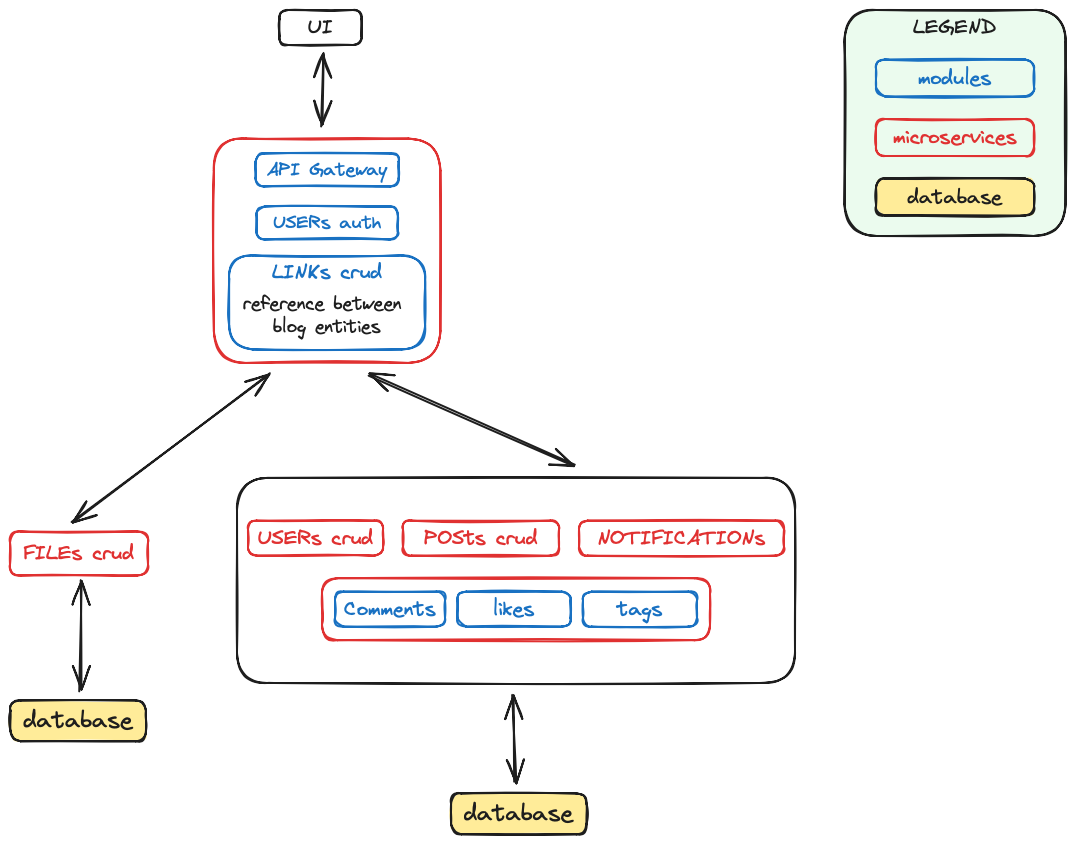 UI
LEGEND
modules
microservices
database
API Gateway
USERs auth
LINKs crud
reference between
blog entities
FILEs crud
database
USERs crud
POSts crud
NOTIFICATIONs
Comments
likes
tags
database